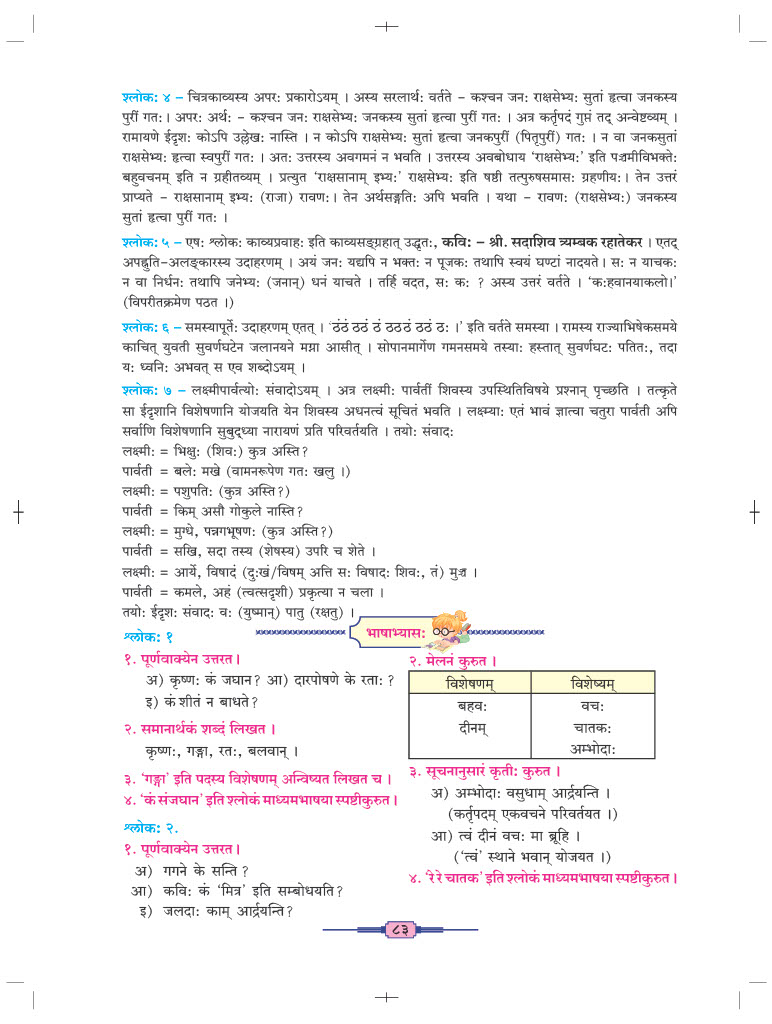 श्लोक: ४ – चित्रकाव्यस्य अपर: प्रकारोऽयम् । अस्य सरलार्थ: वर्तते - कश्चन जन: राक्षसेभ्य: सुतां हृत्वा जनकस्य
पुरीं गत:। अपर: अर्थ: - कश्चन जन: राक्षसेभ्य: जनकस्य सुतां हृत्वा पुरीं गत: । अत्र कर्तृपदं गुप्तं तद् अन्वेष्टव्यम् ।
रामायणे ईदृश: कोऽपि उल्लेख: नास्ति । न कोऽपि राक्षसेभ्य: सुतां हृत्वा जनकपुरीं (पितृपुरीं) गत: । न वा जनकसुतां
राक्षसेभ्य: हृत्वा स्वपुरीं गत: । अत: उत्तरस्य अवगमनं न भवति । उत्तरस्य अवबोधाय ‘राक्षसेभ्य:’ इति पञ्चमीविभक्ते:
बहुवचनम् इति न ग्रहीतव्यम् । प्रत्युत ‘राक्षसानाम् इभ्य:’ राक्षसेभ्य: इति षष्ठी तत्पुरुषसमास: ग्रहणीय:। तेन उत्तरं
प्राप्यते - राक्षसानाम् इभ्य: (राजा) रावण:। तेन अर्थसङ्गति: अपि भवति । यथा - रावण: (राक्षसेभ्य:) जनकस्य
सुतां हृत्वा पुरीं गत: ।
श्लोक: ५ – एष: श्लोक: काव्यप्रवाह: इति काव्यसङ्ग्रहात् उद्धृत:, कवि: – श्री. सदाशिव त्र्यम्बक रहातेकर । एतद्
अपह्नुति-अलङ्कारस्य उदाहरणम् । अयं जन: यद्यपि न भक्त: न पूजक: तथापि स्वयं घण्टां नादयते। स: न याचक:
न वा निर्धन: तथापि जनेभ्य: (जनान्) धनं याचते । तर्हि वदत, स: क: ? अस्य उत्तरं वर्तते । ‘क:हवानयाकलो।’
(विपरीतक्रमेण पठत ।)
श्लोक: ६ – समस्यापूर्ते: उदाहरणम् एतत् । ‘ठंठं ठठं ठं ठठठं ठठं ठ: ।’ इति वर्तते समस्या । रामस्य राज्याभिषेकसमये
काचित् युवती सुवर्णघटेन जलानयने मग्ना आसीत् । सोपानमार्गेण गमनसमये तस्या: हस्तात् सुवर्णघट: पतित:, तदा
य: ध्वनि: अभवत् स एव शब्दोऽयम् ।
श्लोक: ७ – लक्ष्मीपार्वत्यो: संवादोऽयम् । अत्र लक्ष्मी: पार्वतीं शिवस्य उपस्थितिविषये प्रश्नान् पृच्छति । तत्कृते
सा ईदृशानि विशेषणानि योजयति येन शिवस्य अधनत्वं सूचितं भवति । लक्ष्म्या: एतं भावं ज्ञात्वा चतुरा पार्वती अपि
सर्वाणि विशेषणानि सुबुद्ध्या नारायणं प्रति परिवर्तयति । तयो: संवाद:
लक्ष्मी: = भिक्षु: (शिव:) कुत्र अस्ति?
पार्वती = बले: मखे (वामनरूपेण गत: खलु ।)
लक्ष्मी: = पशुपति: (कुत्र अस्ति?)
पार्वती = किम् असौ गोकुले नास्ति?
लक्ष्मी: = मुग्धे, पन्नगभूषण: (कुत्र अस्ति?)
पार्वती = सखि, सदा तस्य (शेषस्य) उपरि च शेते ।
लक्ष्मी: = आर्ये, विषादं (दु:खं/विषम् अत्ति स: विषाद: शिव:, तं) मुञ्च ।
पार्वती = कमले, अहं (त्वत्सदृशी) प्रकृत्या न चला ।
तयो: ईदृश: संवाद: व: (युष्मान्) पातु (रक्षतु) ।
भाषाभ्यास:
श्लोक: १
१. पूर्णवाक्येन उत्तरत।
अ) कृष्ण: कं जघान? आ) दारपोषणे के रता: ?
इ) कं शीतं न बाधते?
२. समानार्थकं शब्दं लिखत ।
कृष्ण:, गङ्गा, रत:, बलवान् ।
३. ‘गङ्गा’ इति पदस्य विशेषणम् अन्विष्यत लिखत च ।
४. ‘कं संजघान’ इति श्लोकं माध्यमभाषया स्पष्टीकुरुत।
श्लोक: २.
१. पूर्णवाक्येन उत्तरत।
अ) गगने के सन्ति ?
आ) कवि: कं ‘मित्र’ इति सम्बोधयति?
इ) जलदा: काम् आर्द्रयन्ति?
२. मेलनं कुरुत ।
विशेषणम् विशेष्यम्
बहव: वच:
दीनम् चातक:
अम्भोदा:
३. सूचनानुसारं कृती: कुरुत ।
अ) अम्भोदा: वसुधाम् आर्द्रयन्ति ।
(कर्तृपदम् एकवचने परिवर्तयत ।)
आ) त्वं दीनं वच: मा ब्रूहि ।
(‘त्वं’ स्थाने भवान् योजयत ।)
४. ‘रे रे चातक’ इति श्लोकं माध्यमभाषया स्पष्टीकुरुत।
८३